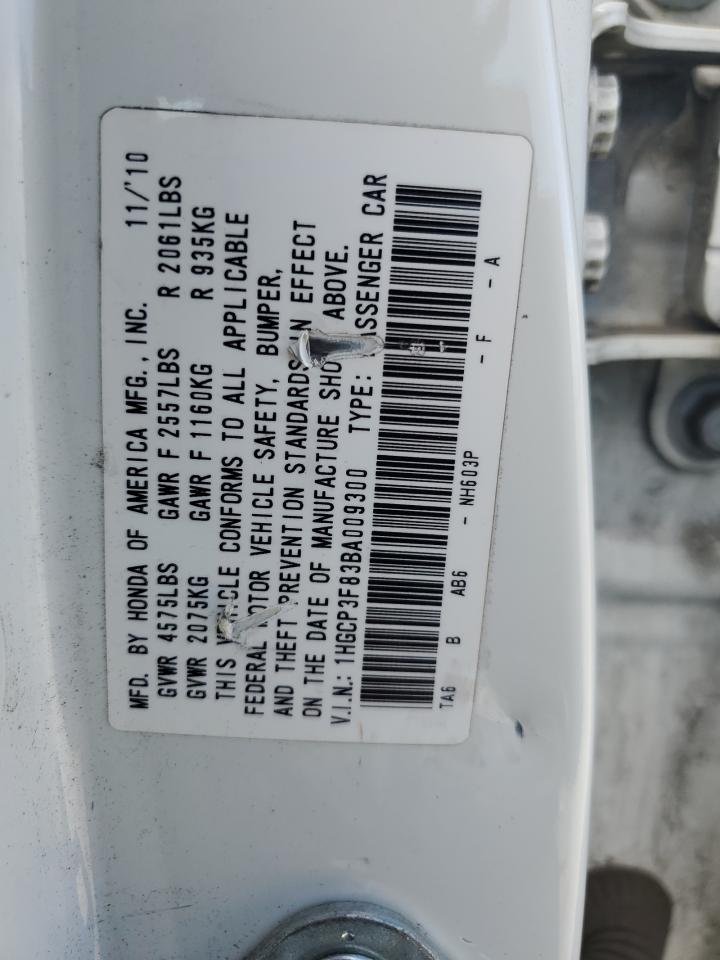 MFD. BY HONDA OF AMERICA MFG., INC. 11/'10
GVWR 4575LBS GAWR F 2557LBS R 2061LBS
GVWR 2075KG GAWR F 1160KG R 935KG
THIS VEHICLE CONFORMS TO ALL APPLICABLE
FEDERAL MOTOR VEHICLE SAFETY, BUMPER,
AND THEFT PREVENTION STANDARDS IN EFFECT
ON THE DATE OF MANUFACTURE SHO ABOVE.
V.I.N.: 1HGCP3F83BA009300 TYPE: ASSENGER CAR
TA6 B AB6 - NH603P - F - A